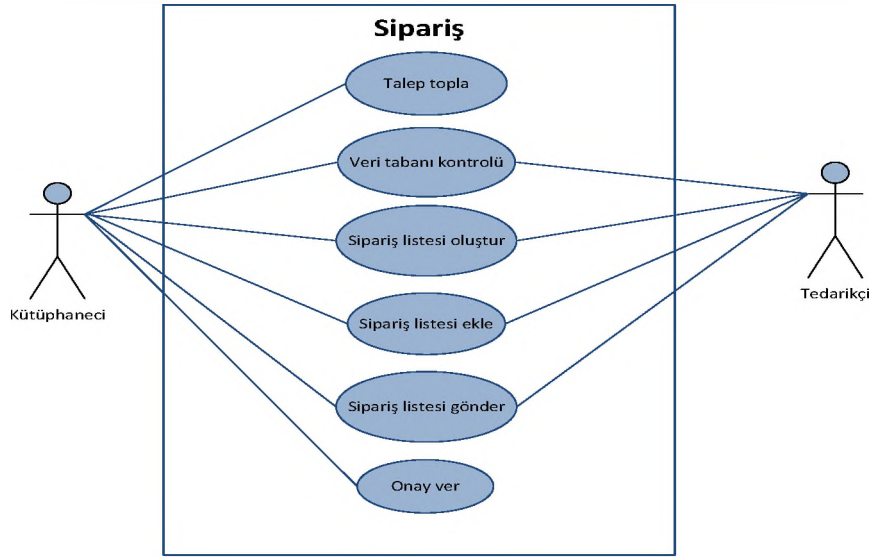 Sipariş
Talep topla
Veri tabanı kontrolü
Sipariş listesi oluştur
Sipariş listesi ekle
Sipariş listesi gönder
Onay ver
Kütüphaneci
Tedarikçi